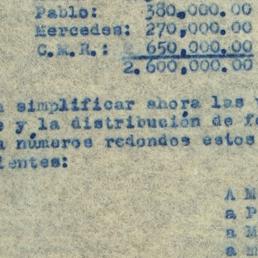 Pablo: 380,000.00
Mercedes: 270,000.00
C.M.R.: 650,000.00
2.600,000.00
simplificar ahora las
y la distribución de
números redondos estos
ientes:
A M
a P
a M
a m